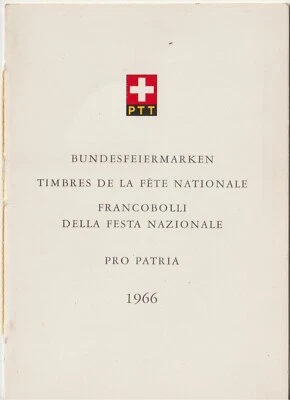 PTT
BUNDESFEIERMARKEN
TIMBRES DE LA FÊTE NATIONALE
FRANCOBOLLI
DELLA FESTA NAZIONALE
PRO PATRIA
1966